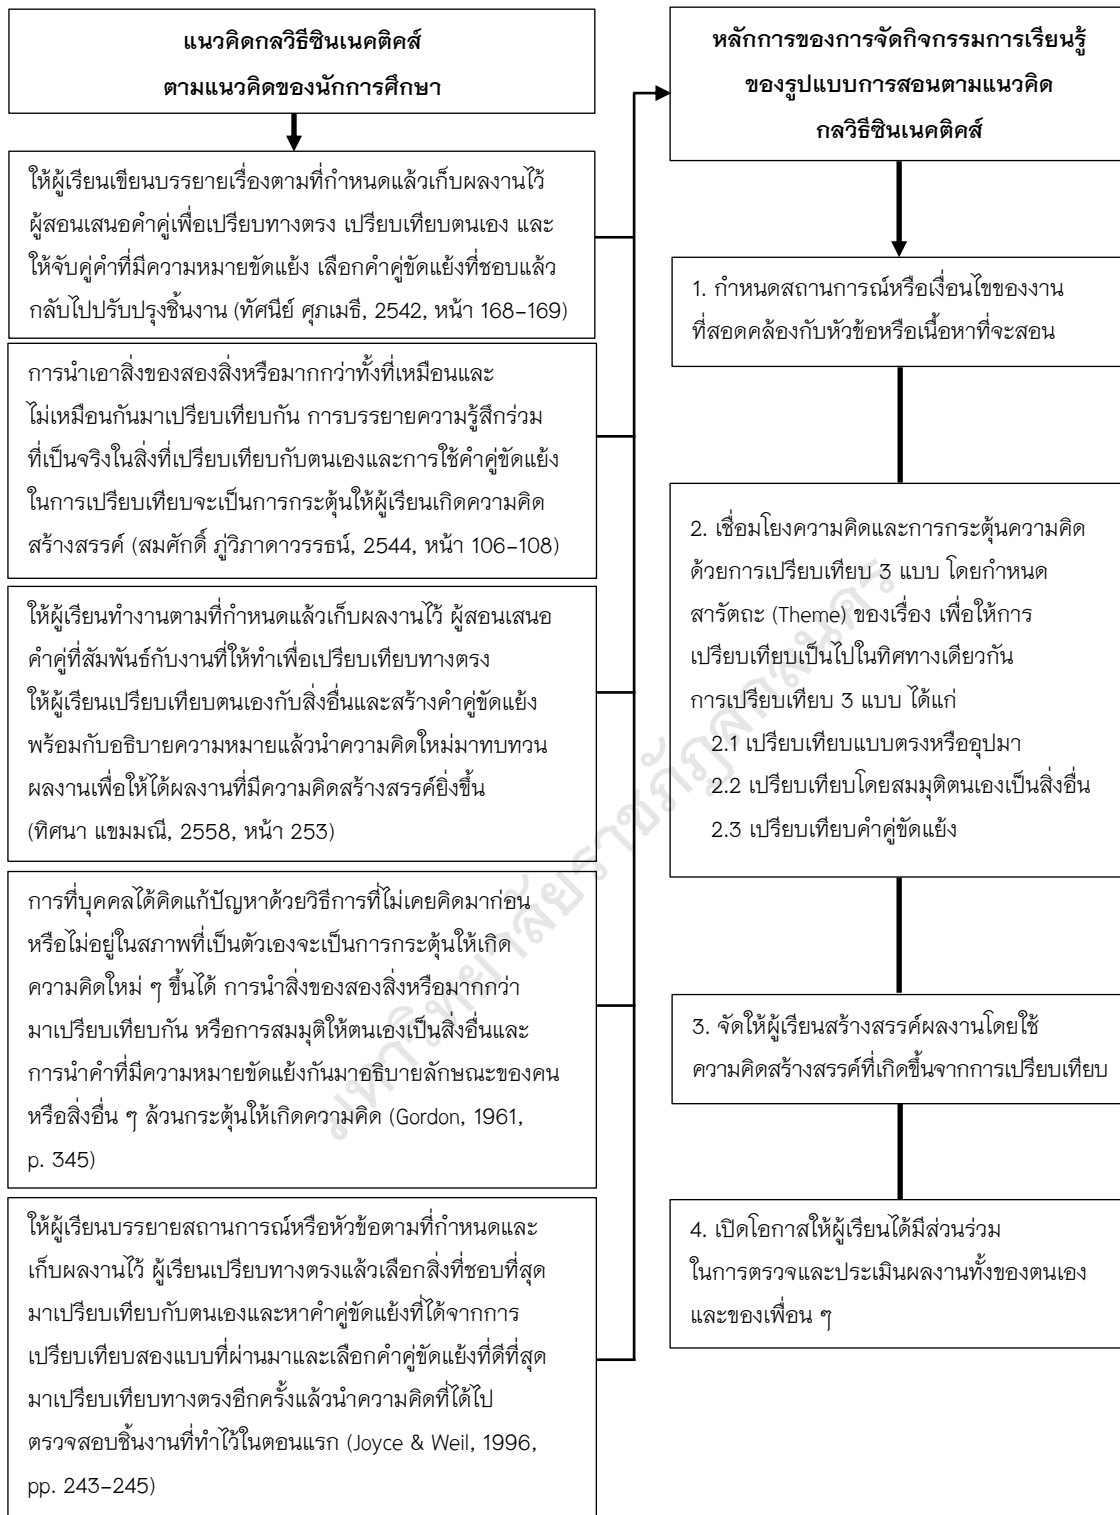 แนวคิดกลวิธีซินเนคติคส์
ตามแนวคิดของนักการศึกษา
ให้ผู้เรียนเขียนบรรยายเรื่องตามที่กำหนดแล้วเก็บผลงานไว้
ผู้สอนเสนอคำคู่เพื่อเปรียบทางตรง เปรียบเทียบตนเอง และ
ให้จับคู่คำที่มีความหมายขัดแย้ง เลือกคำคู่ขัดแย้งที่ชอบแล้ว
กลับไปปรับปรุงชิ้นงาน (ทัศนีย์ ศุภเมธี, 2542, หน้า 168–169)
การนำเอาสิ่งของสองสิ่งหรือมากกว่าทั้งที่เหมือนและ
ไม่เหมือนกันมาเปรียบเทียบกัน การบรรยายความรู้สึกร่วม
ที่เป็นจริงในสิ่งที่เปรียบเทียบกับตนเองและการใช้คำคู่ขัดแย้ง
ในการเปรียบเทียบจะเป็นการกระตุ้นให้ผู้เรียนเกิดความคิด
สร้างสรรค์ (สมศักดิ์ ภู่วิภาดาวรรธน์, 2544, หน้า 106–108)
ให้ผู้เรียนทำงานตามที่กำหนดแล้วเก็บผลงานไว้ ผู้สอนเสนอ
คำคู่ที่สัมพันธ์กับงานที่ให้ทำเพื่อเปรียบเทียบทางตรง
ให้ผู้เรียนเปรียบเทียบตนเองกับสิ่งอื่นและสร้างคำคู่ขัดแย้ง
พร้อมกับอธิบายความหมายแล้วนำความคิดใหม่มาทบทวน
ผลงานเพื่อให้ได้ผลงานที่มีความคิดสร้างสรรค์ยิ่งขึ้น
(ทิศนา แขมมณี, 2558, หน้า 253)
การที่บุคคลได้คิดแก้ปัญหาด้วยวิธีการที่ไม่เคยคิดมาก่อน
หรือไม่อยู่ในสภาพที่เป็นตัวเองจะเป็นการกระตุ้นให้เกิด
ความคิดใหม่ ๆ ขึ้นได้ การนำสิ่งของสองสิ่งหรือมากกว่า
มาเปรียบเทียบกัน หรือการสมมุติให้ตนเองเป็นสิ่งอื่นและ
การนำคำที่มีความหมายขัดแย้งกันมาอธิบายลักษณะของคน
หรือสิ่งอื่น ๆ ล้วนกระตุ้นให้เกิดความคิด (Gordon, 1961,
p. 345)
ให้ผู้เรียนบรรยายสถานการณ์หรือหัวข้อตามที่กำหนดและ
เก็บผลงานไว้ ผู้เรียนเปรียบทางตรงแล้วเลือกสิ่งที่ชอบที่สุด
มาเปรียบเทียบกับตนเองและหาคำคู่ขัดแย้งที่ได้จากการ
เปรียบเทียบสองแบบที่ผ่านมาและเลือกคำคู่ขัดแย้งที่ดีที่สุด
มาเปรียบเทียบทางตรงอีกครั้งแล้วนำความคิดที่ได้ไป
ตรวจสอบชิ้นงานที่ทำไว้ในตอนแรก (Joyce & Weil, 1996,
pp. 243–245)
หลักการของการจัดกิจกรรมการเรียนรู้
ของรูปแบบการสอนตามแนวคิด
กลวิธีซินเนคติคส์
1. กำหนดสถานการณ์หรือเงื่อนไขของงาน
ที่สอดคล้องกับหัวข้อหรือเนื้อหาที่จะสอน
2. เชื่อมโยงความคิดและการกระตุ้นความคิด
ด้วยการเปรียบเทียบ 3 แบบ โดยกำหนด
สารัตถะ (Theme) ของเรื่อง เพื่อให้การ
เปรียบเทียบเป็นไปในทิศทางเดียวกัน
การเปรียบเทียบ 3 แบบ ได้แก่
2.1 เปรียบเทียบแบบตรงหรืออุปมา
2.2 เปรียบเทียบโดยสมมุติตนเองเป็นสิ่งอื่น
2.3 เปรียบเทียบคำคู่ขัดแย้ง
3. จัดให้ผู้เรียนสร้างสรรค์ผลงานโดยใช้
ความคิดสร้างสรรค์ที่เกิดขึ้นจากการเปรียบเทียบ
4. เปิดโอกาสให้ผู้เรียนได้มีส่วนร่วม
ในการตรวจและประเมินผลงานทั้งของตนเอง
และของเพื่อน ๆ
มหาวิทยาลัยราชภัฏสกลนคร